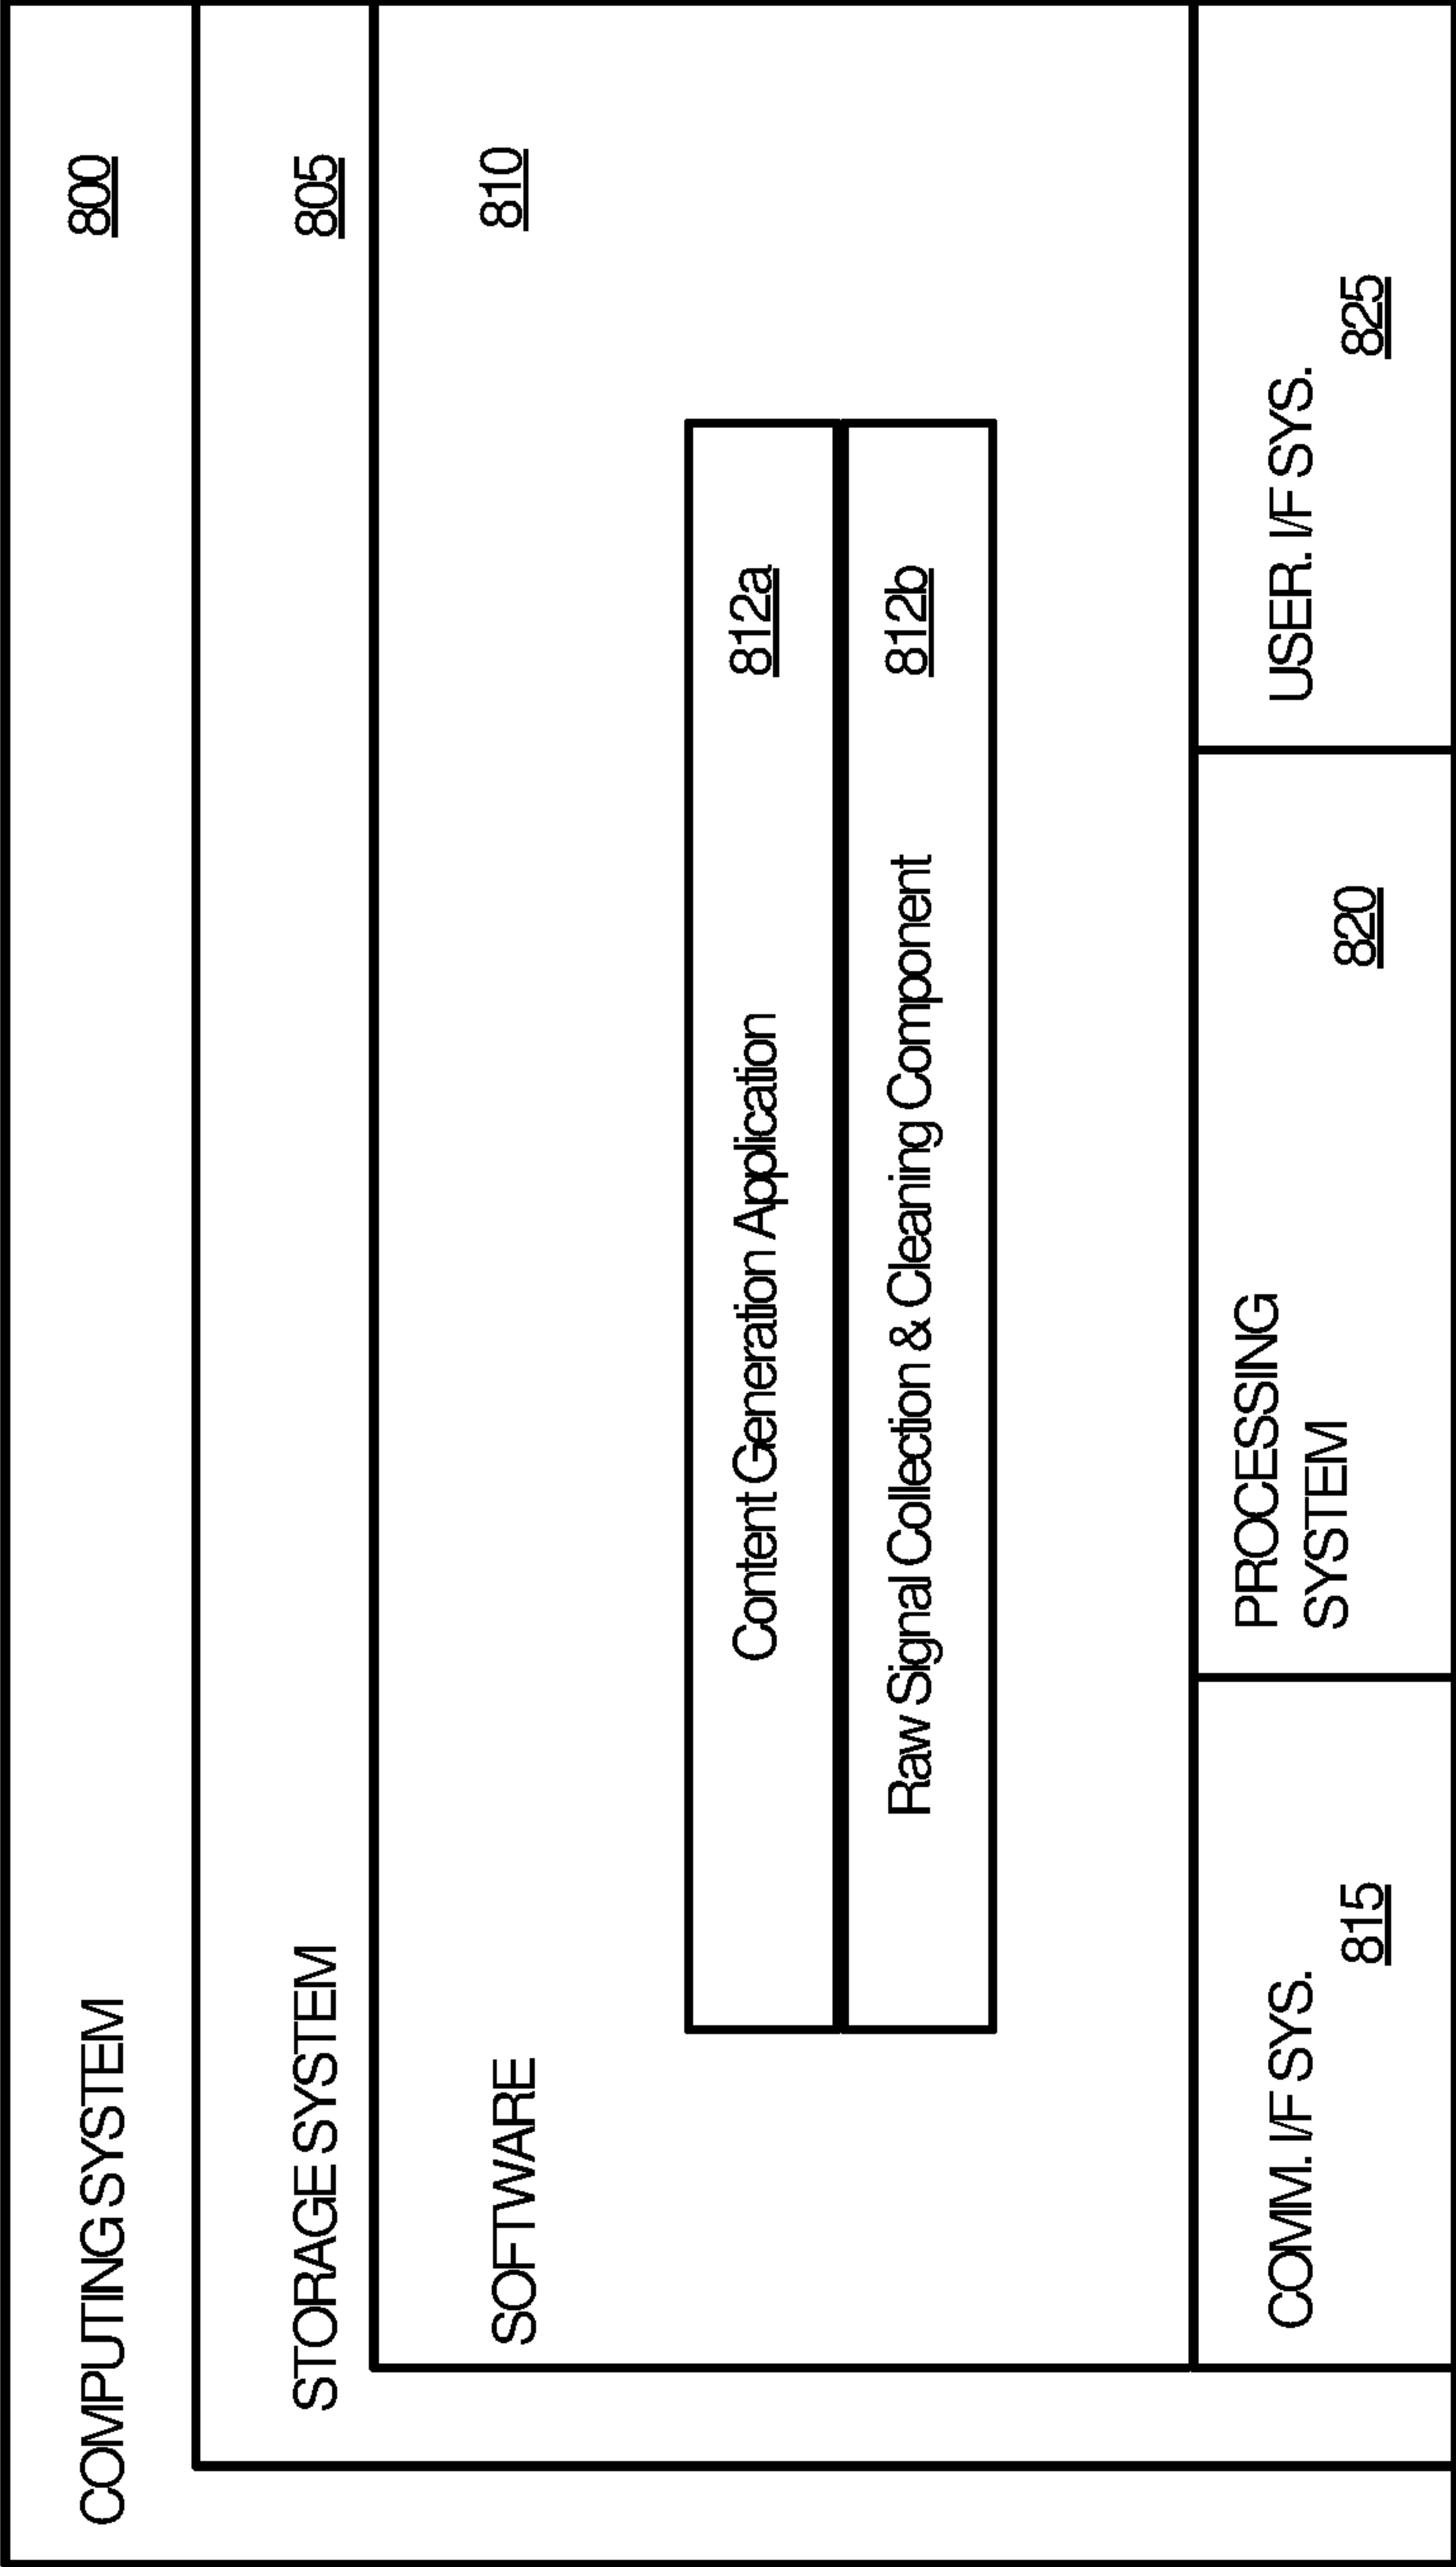 COMPUTING SYSTEM 800
STORAGE SYSTEM 805
SOFTWARE 810
Content Generation Application 812a
Raw Signal Collection & Cleaning Component 812b
COMM. I/F SYS.
815
PROCESSING
SYSTEM
820
USER. I/F SYS.
825